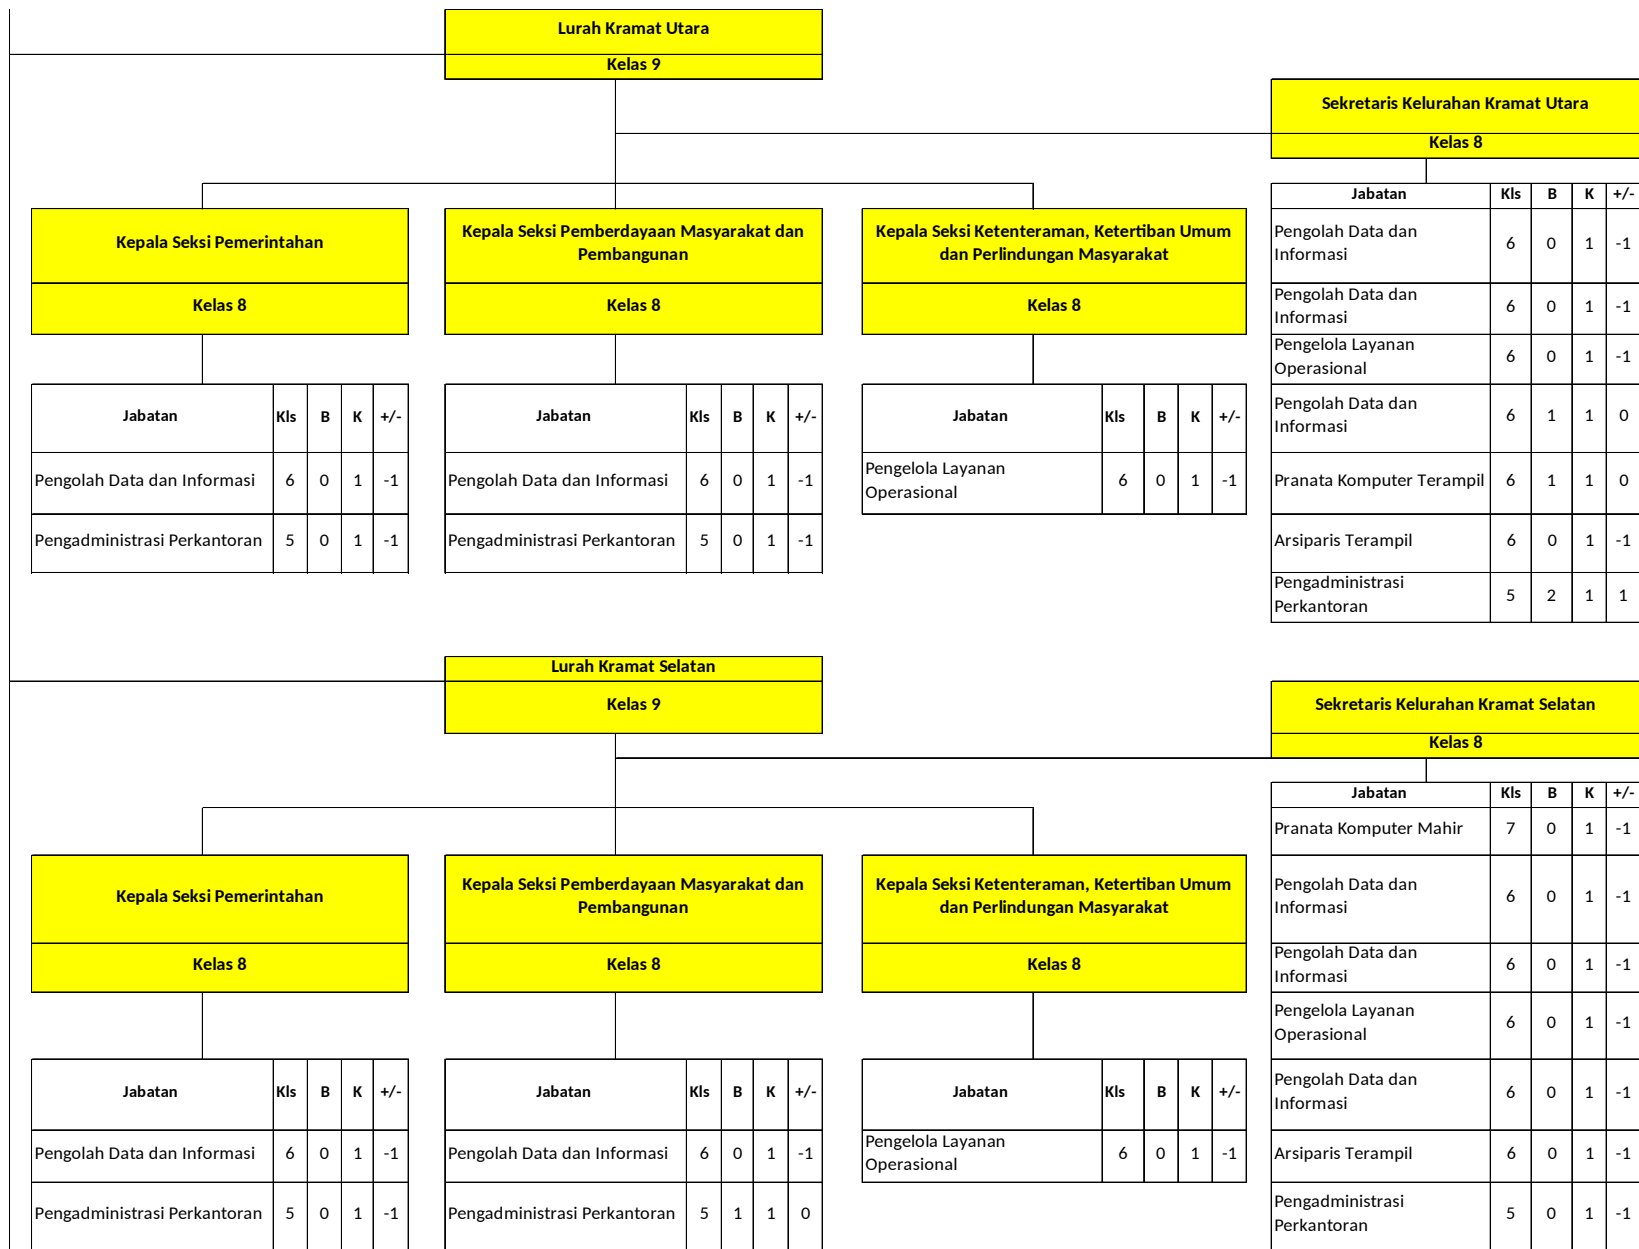 Lurah Kramat Utara
Kelas 9
Sekretaris Kelurahan Kramat Utara
Kelas 8
Kepala Seksi Pemerintahan
Kelas 8
Kepala Seksi Pemberdayaan Masyarakat dan
Pembangunan
Kelas 8
Kepala Seksi Ketenteraman, Ketertiban Umum
dan Perlindungan Masyarakat
Kelas 8
Jabatan Kls B K +/-
Pengolah Data dan Informasi 6 0 1 -1
Pengadministrasi Perkantoran 5 0 1 -1
Jabatan Kls B K +/-
Pengolah Data dan Informasi 6 0 1 -1
Pengadministrasi Perkantoran 5 0 1 -1
Jabatan Kls B K +/-
Pengelola Layanan
Operasional 6 0 1 -1
Jabatan Kls B K +/-
Pengolah Data dan
Informasi 6 0 1 -1
Pengolah Data dan
Informasi 6 0 1 -1
Pengelola Layanan
Operasional 6 0 1 -1
Pengolah Data dan
Informasi 6 1 1 0
Pranata Komputer Terampil 6 1 1 0
Arsiparis Terampil 6 0 1 -1
Pengadministrasi
Perkantoran 5 2 1 1
Lurah Kramat Selatan
Kelas 9
Sekretaris Kelurahan Kramat Selatan
Kelas 8
Kepala Seksi Pemerintahan
Kelas 8
Kepala Seksi Pemberdayaan Masyarakat dan
Pembangunan
Kelas 8
Kepala Seksi Ketenteraman, Ketertiban Umum
dan Perlindungan Masyarakat
Kelas 8
Jabatan Kls B K +/-
Pengolah Data dan Informasi 6 0 1 -1
Pengadministrasi Perkantoran 5 0 1 -1
Jabatan Kls B K +/-
Pengolah Data dan Informasi 6 0 1 -1
Pengadministrasi Perkantoran 5 1 1 0
Jabatan Kls B K +/-
Pengelola Layanan
Operasional 6 0 1 -1
Jabatan Kls B K +/-
Pranata Komputer Mahir 7 0 1 -1
Pengolah Data dan
Informasi 6 0 1 -1
Pengolah Data dan
Informasi 6 0 1 -1
Pengelola Layanan
Operasional 6 0 1 -1
Pengolah Data dan
Informasi 6 0 1 -1
Arsiparis Terampil 6 0 1 -1
Pengadministrasi
Perkantoran 5 0 1 -1